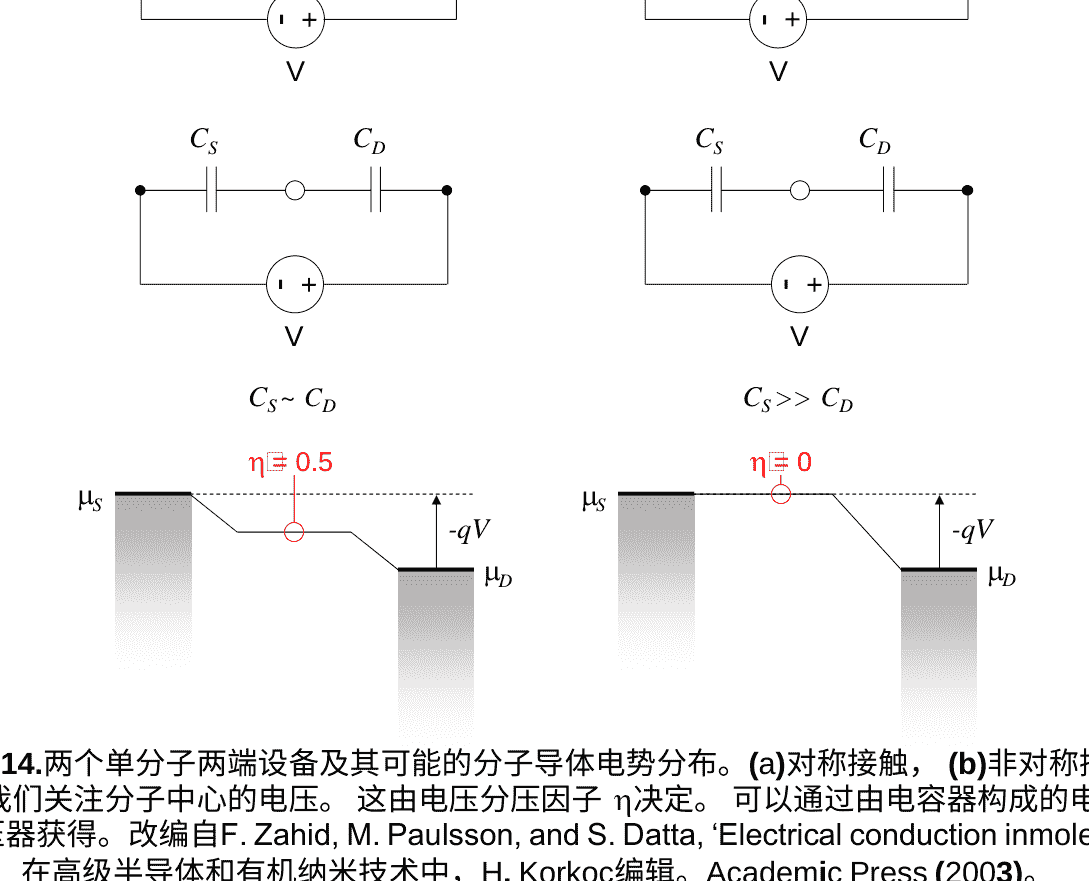 - +   - +
V   V
C_S   C_D   C_S   C_D
- +   - +
V   V
C_S ~ C_D   C_S >> C_D
η = 0.5   η = 0
μ_S   μ_S
-qV   -qV
μ_D   μ_D
14.两个单分子两端设备及其可能的分子导体电势分布。(a)对称接触， (b)非对称
我们关注分子中心的电压。 这由电压分压因子 η决定。 可以通过由电容器构成的电
压器获得。改编自F. Zahid, M. Paulsson, and S. Datta, ‘Electrical conduction inmole
在高级半导体和有机纳米技术中，H. Korkoc编辑。Academic Press (2003)。